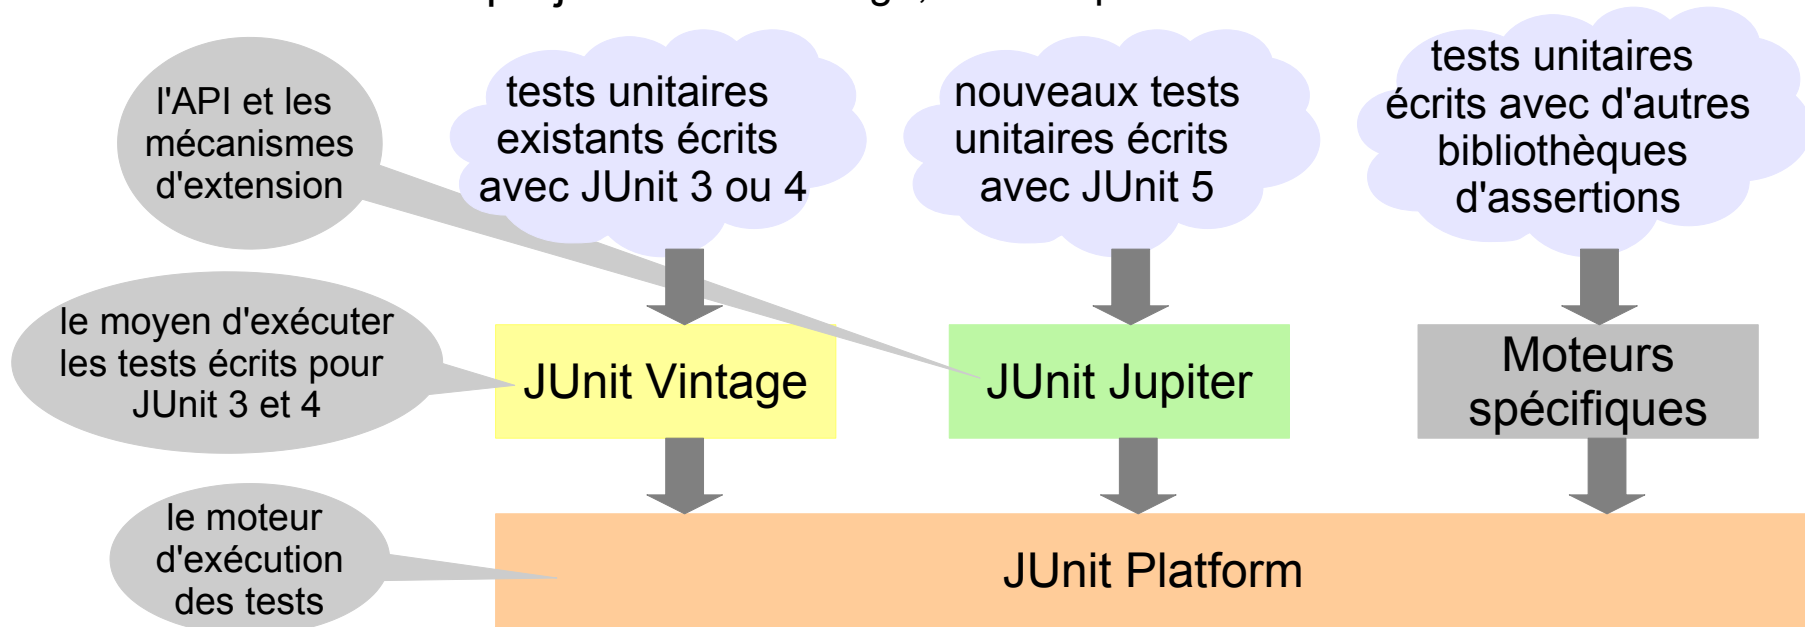 l'API et les
mécanismes
d'extension
tests unitaires
existants écrits
avec JUnit 3 ou 4
nouveaux tests
unitaires écrits
avec JUnit 5
tests unitaires
écrits avec d'autres
bibliothèques
d'assertions
le moyen d'exécuter
les tests écrits pour
JUnit 3 et 4
JUnit Vintage
JUnit Jupiter
Moteurs
spécifiques
le moteur
d'exécution
des tests
JUnit Platform